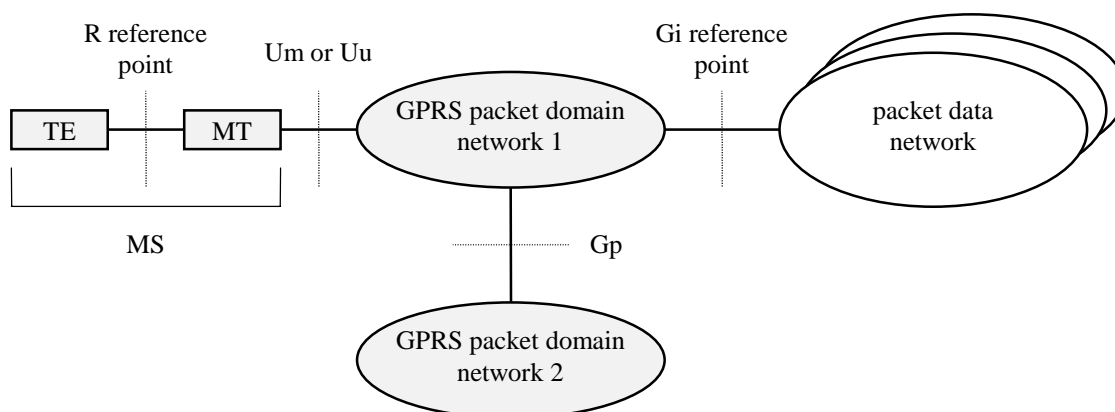 R reference
point
Um or Uu
Gi reference
point
TE
MT
GPRS packet domain
network 1
packet data
network
MS
Gp
GPRS packet domain
network 2